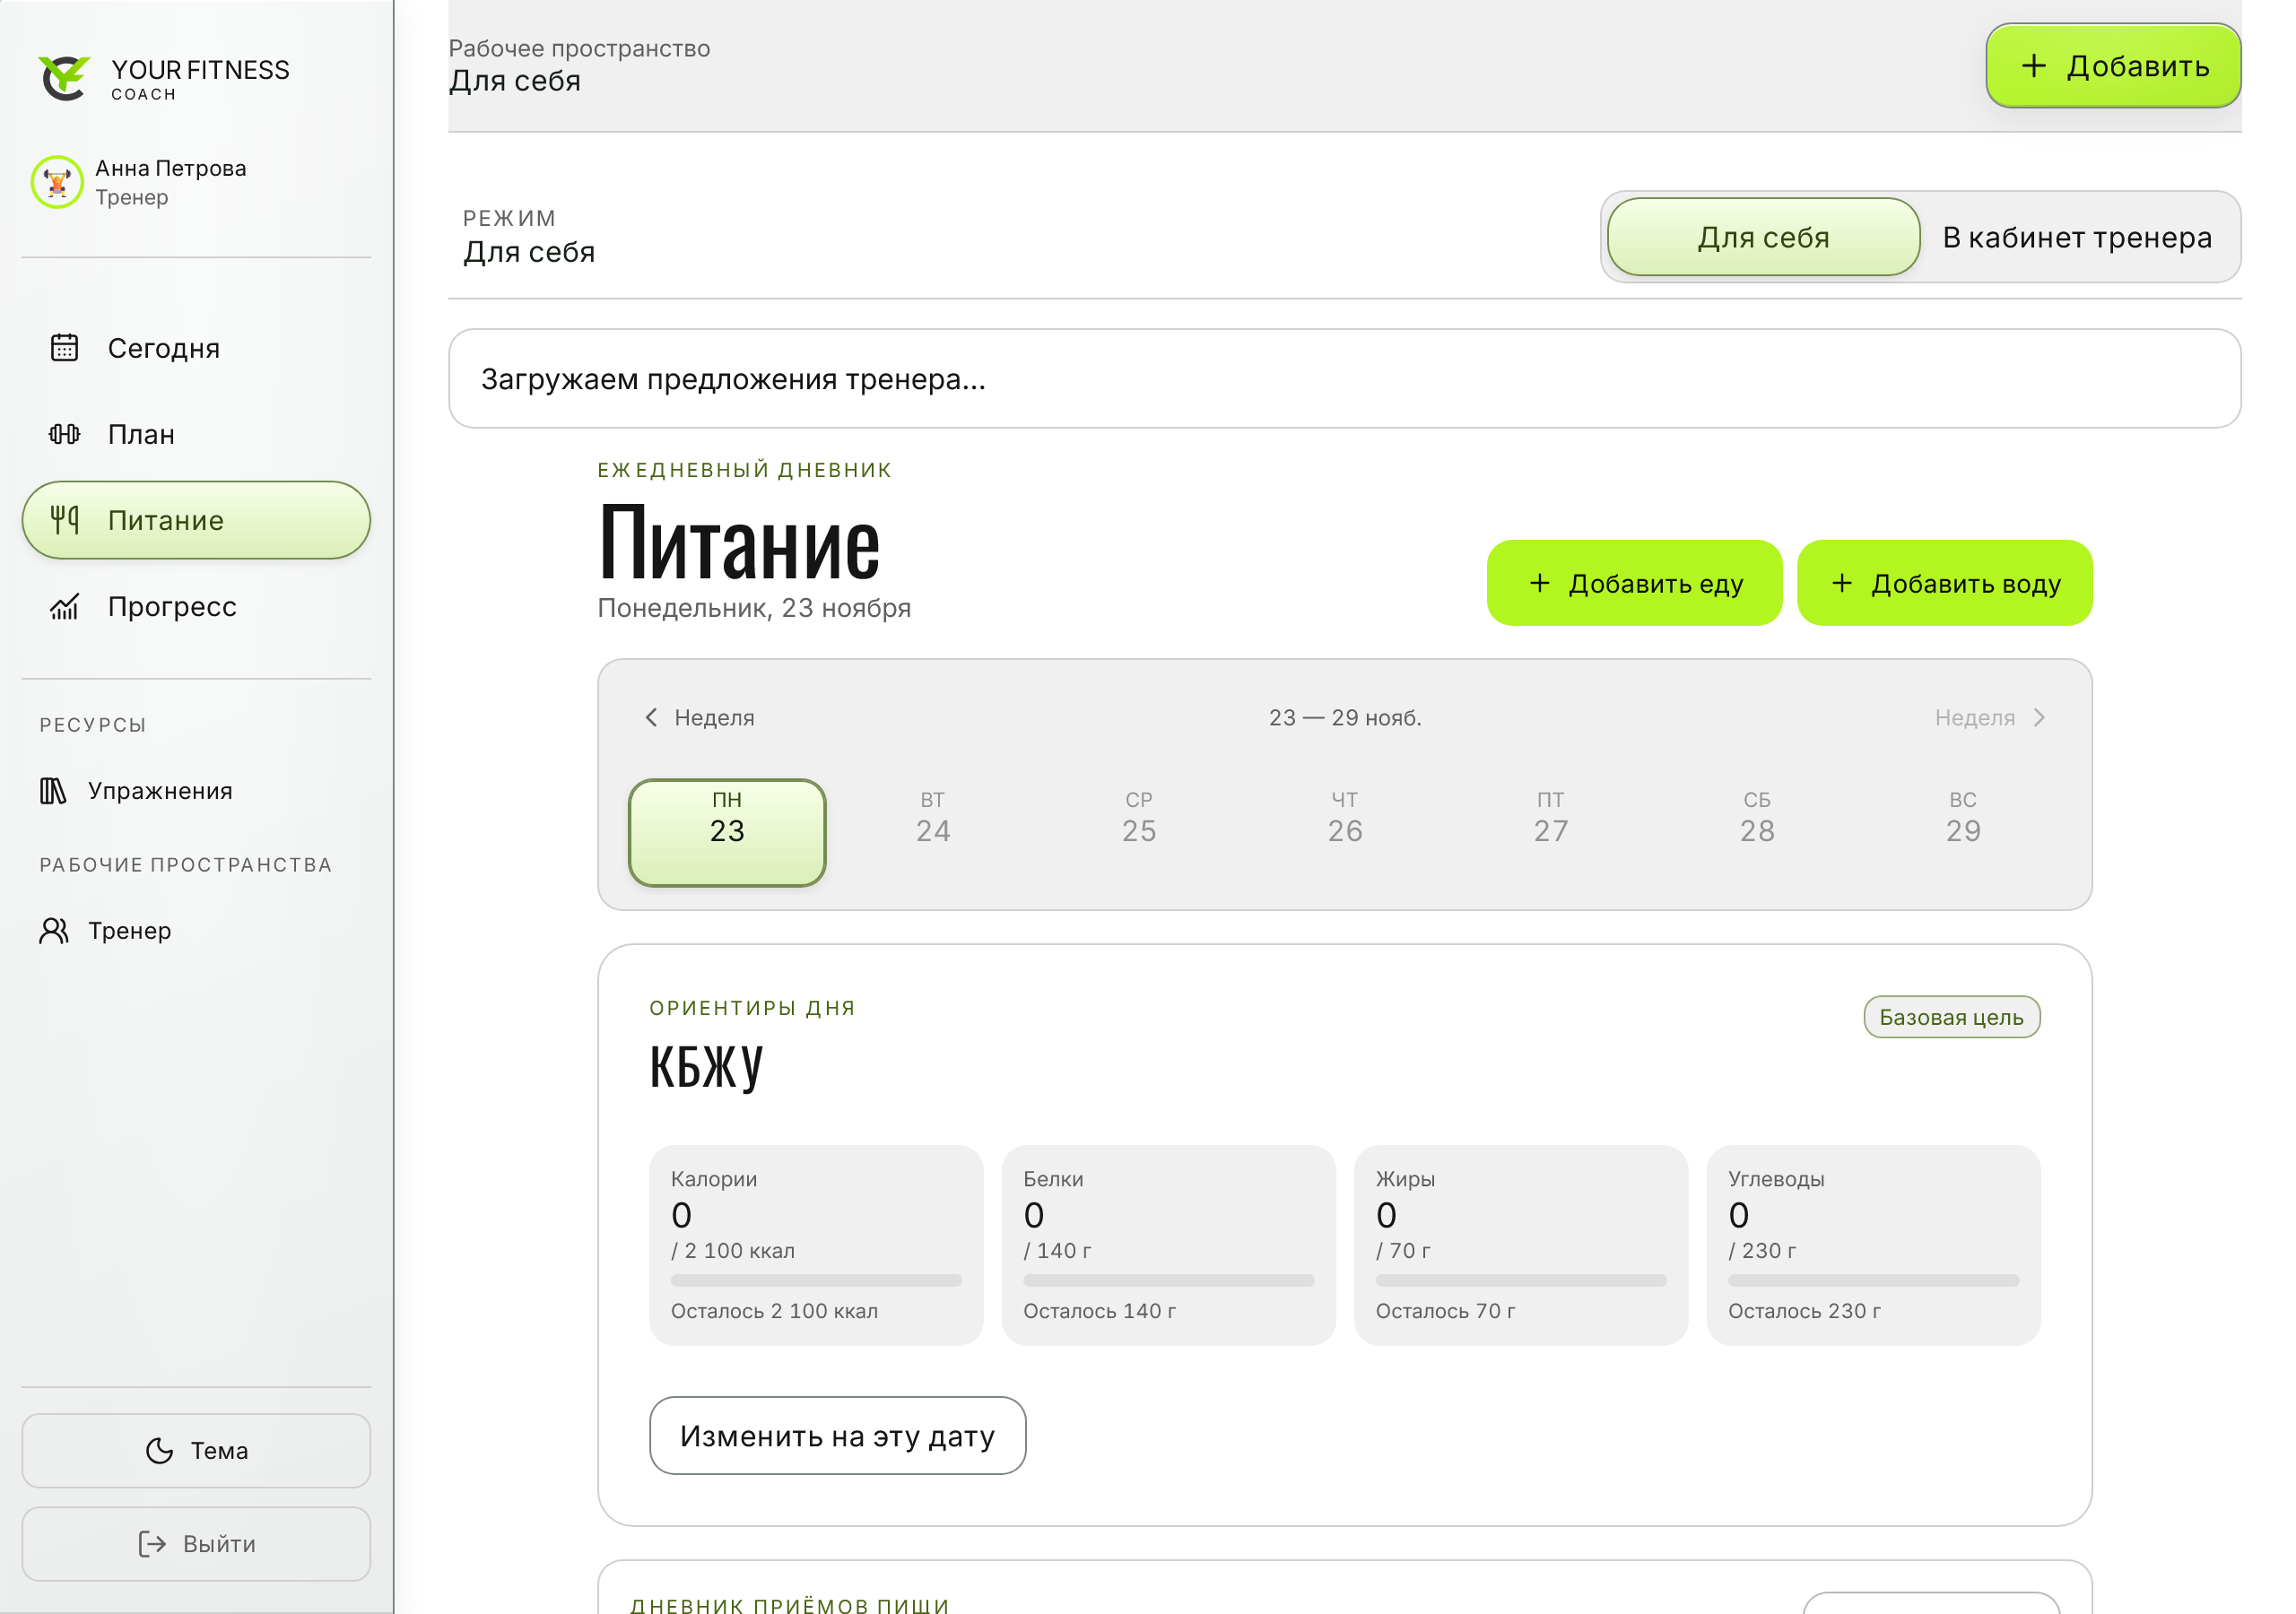 YOUR FITNESS
COACH
Анна Петрова
Тренер
Сегодня
План
Питание
Прогресс
РЕСУРСЫ
Упражнения
РАБОЧИЕ ПРОСТРАНСТВА
Тренер
Тема
Выйти
Рабочее пространство
Для себя
Добавить
РЕЖИМ
Для себя
Для себя
В кабинет тренера
Загружаем предложения тренера...
ЕЖЕДНЕВНЫЙ ДНЕВНИК
Питание
Понедельник, 23 ноября
Добавить еду
Добавить воду
Неделя
23 — 29 нояб.
Неделя
ПН
23
ВТ
24
СР
25
ЧТ
26
ПТ
27
СБ
28
ВС
29
ОРИЕНТИРЫ ДНЯ
КБЖУ
Базовая цель
Калории
0
/ 2 100 ккал
Осталось 2 100 ккал
Белки
0
/ 140 г
Осталось 140 г
Жиры
0
/ 70 г
Осталось 70 г
Углеводы
0
/ 230 г
Осталось 230 г
Изменить на эту дату
ДНЕВНИК ПРИЁМОВ ПИЩИ